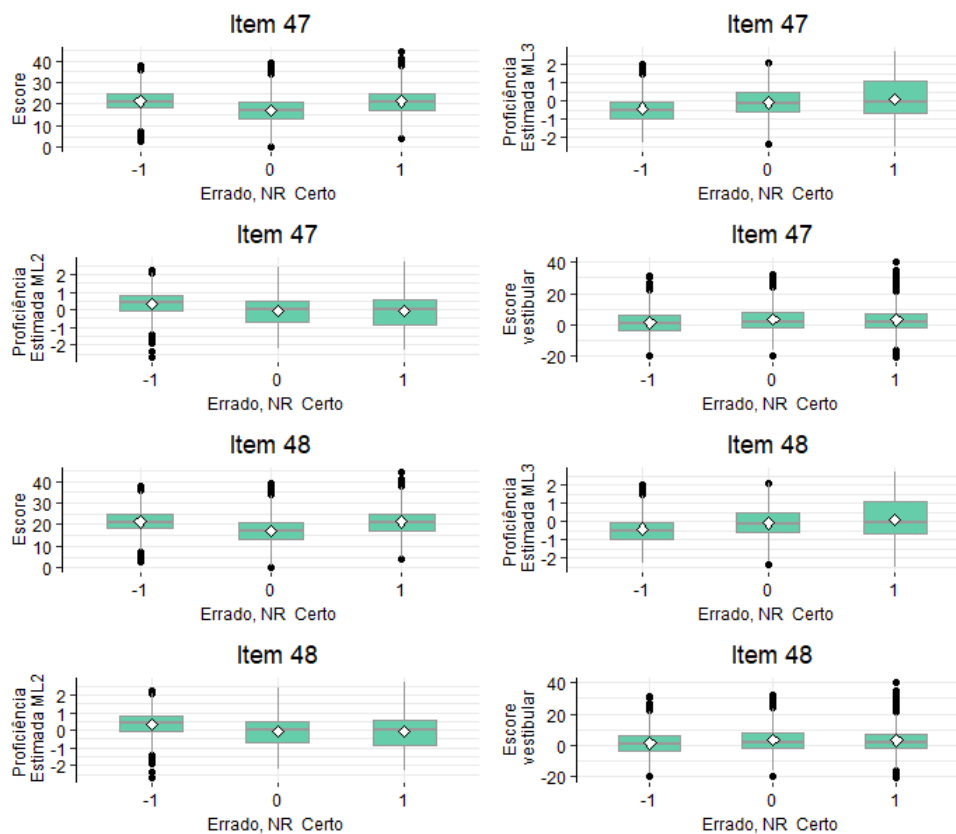 Item 47
Escore
40
30
20
10
0
-1 0 1
Errado, NR Certo
Item 47
Proficiência
Estimada ML3
2
1
0
-1
-2
-1 0 1
Errado, NR Certo
Item 47
Proficiência
Estimada ML2
2
1
0
-1
-2
-1 0 1
Errado, NR Certo
Item 47
Escore
vestibular
40
20
0
-20
-1 0 1
Errado, NR Certo
Item 48
Escore
40
30
20
10
0
-1 0 1
Errado, NR Certo
Item 48
Proficiência
Estimada ML3
2
1
0
-1
-2
-1 0 1
Errado, NR Certo
Item 48
Proficiência
Estimada ML2
2
1
0
-1
-2
-1 0 1
Errado, NR Certo
Item 48
Escore
vestibular
40
20
0
-20
-1 0 1
Errado, NR Certo